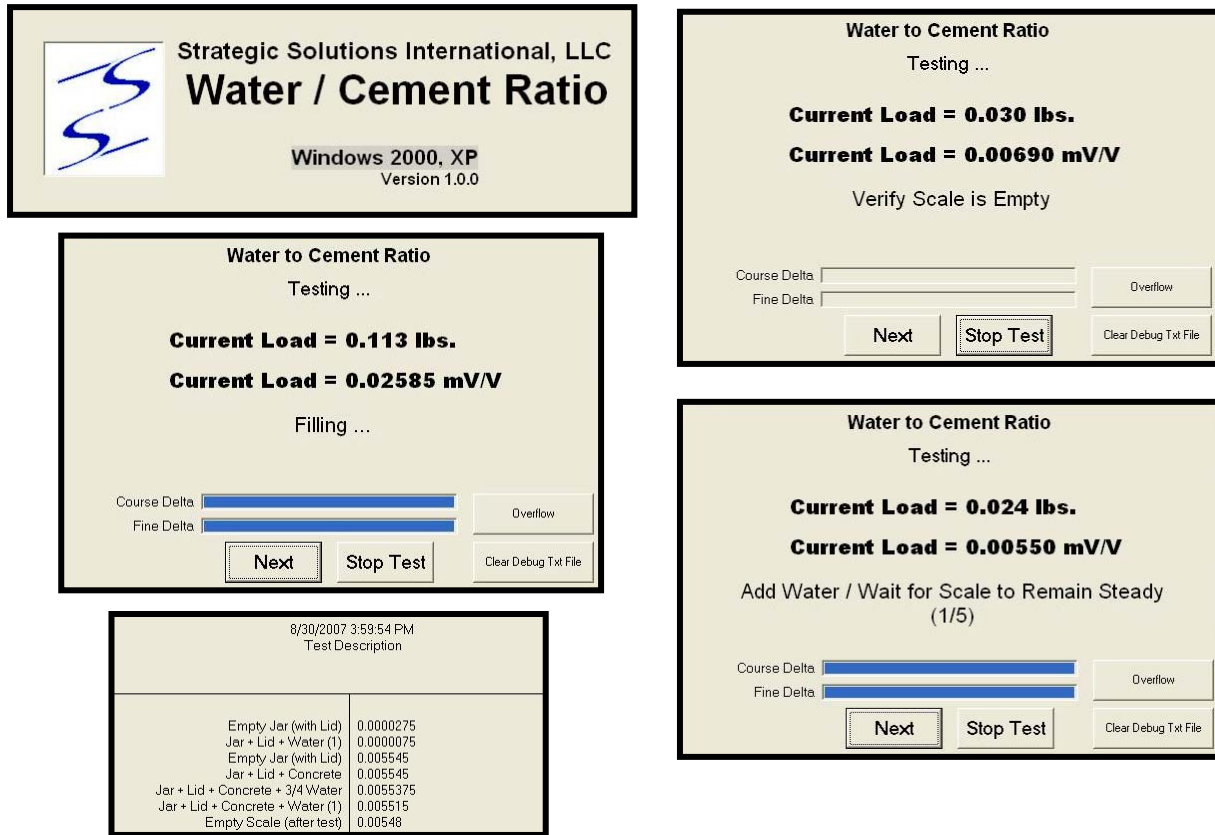 Strategic Solutions International, LLC
Water / Cement Ratio
Windows 2000, XP
Version 1.0.0
Water to Cement Ratio
Testing ...
Current Load = 0.030 lbs.
Current Load = 0.00690 mV/V
Verify Scale is Empty
Course Delta
Fine Delta
Overflow
Next
Stop Test
Clear Debug Txt File
Water to Cement Ratio
Testing ...
Current Load = 0.113 lbs.
Current Load = 0.02585 mV/V
Filling ...
Course Delta
Fine Delta
Overflow
Next
Stop Test
Clear Debug Txt File
Water to Cement Ratio
Testing ...
Current Load = 0.024 lbs.
Current Load = 0.00550 mV/V
Add Water / Wait for Scale to Remain Steady
(1/5)
Course Delta
Fine Delta
Overflow
Next
Stop Test
Clear Debug Txt File
8/30/2007 3:59:54 PM
Test Description
Empty Jar (with Lid) 0.0000275
Jar + Lid + Water (1) 0.0000075
Empty Jar (with Lid) 0.005545
Jar + Lid + Concrete 0.005545
Jar + Lid + Concrete + 3/4 Water 0.0055375
Jar + Lid + Concrete + Water (1) 0.005515
Empty Scale (after test) 0.00548